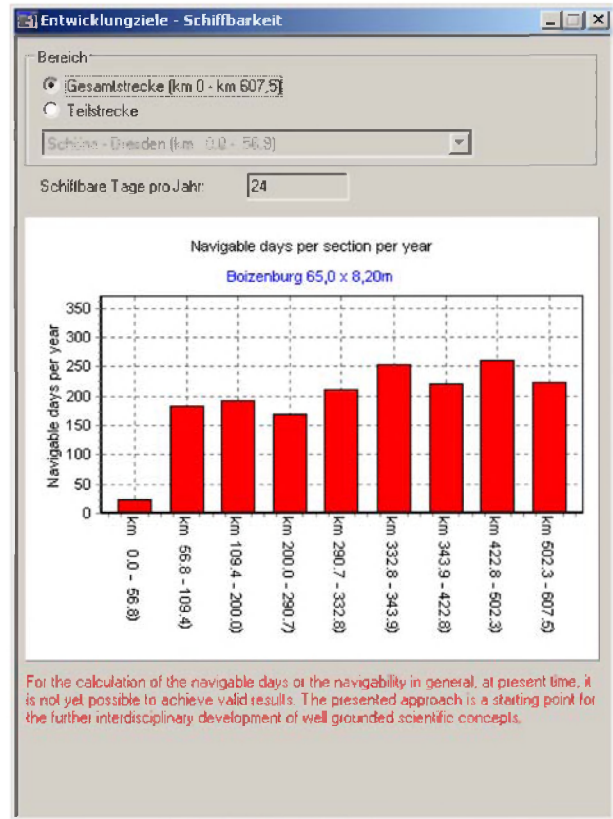 Entwicklungziele - Schiffbarkeit
Bereich
Gesamtstrecke (km 0 - km 607,5)
Teilstrecke
Schöna - Dresden (km 0.0 - 56.8)
Schiffbare Tage pro Jahr:
24
Navigable days per section per year
Boizenburg 65,0 x 8,20m
Navigable days per year
350
300
250
200
150
100
50
0
km 0.0 - 56.8)
km 56.8 - 109.4)
km 109.4 - 200.0)
km 200.0 - 290.7)
km 290.7 - 332.8)
km 332.8 - 343.9)
km 343.9 - 422.8)
km 422.8 - 502.3)
km 502.3 - 607.5)
For the calculation of the navigable days or the navigability in general, at present time, it
is not yet possible to achieve valid results. The presented approach is a starting point for
the further interdisciplinary development of well grounded scientific concepts.